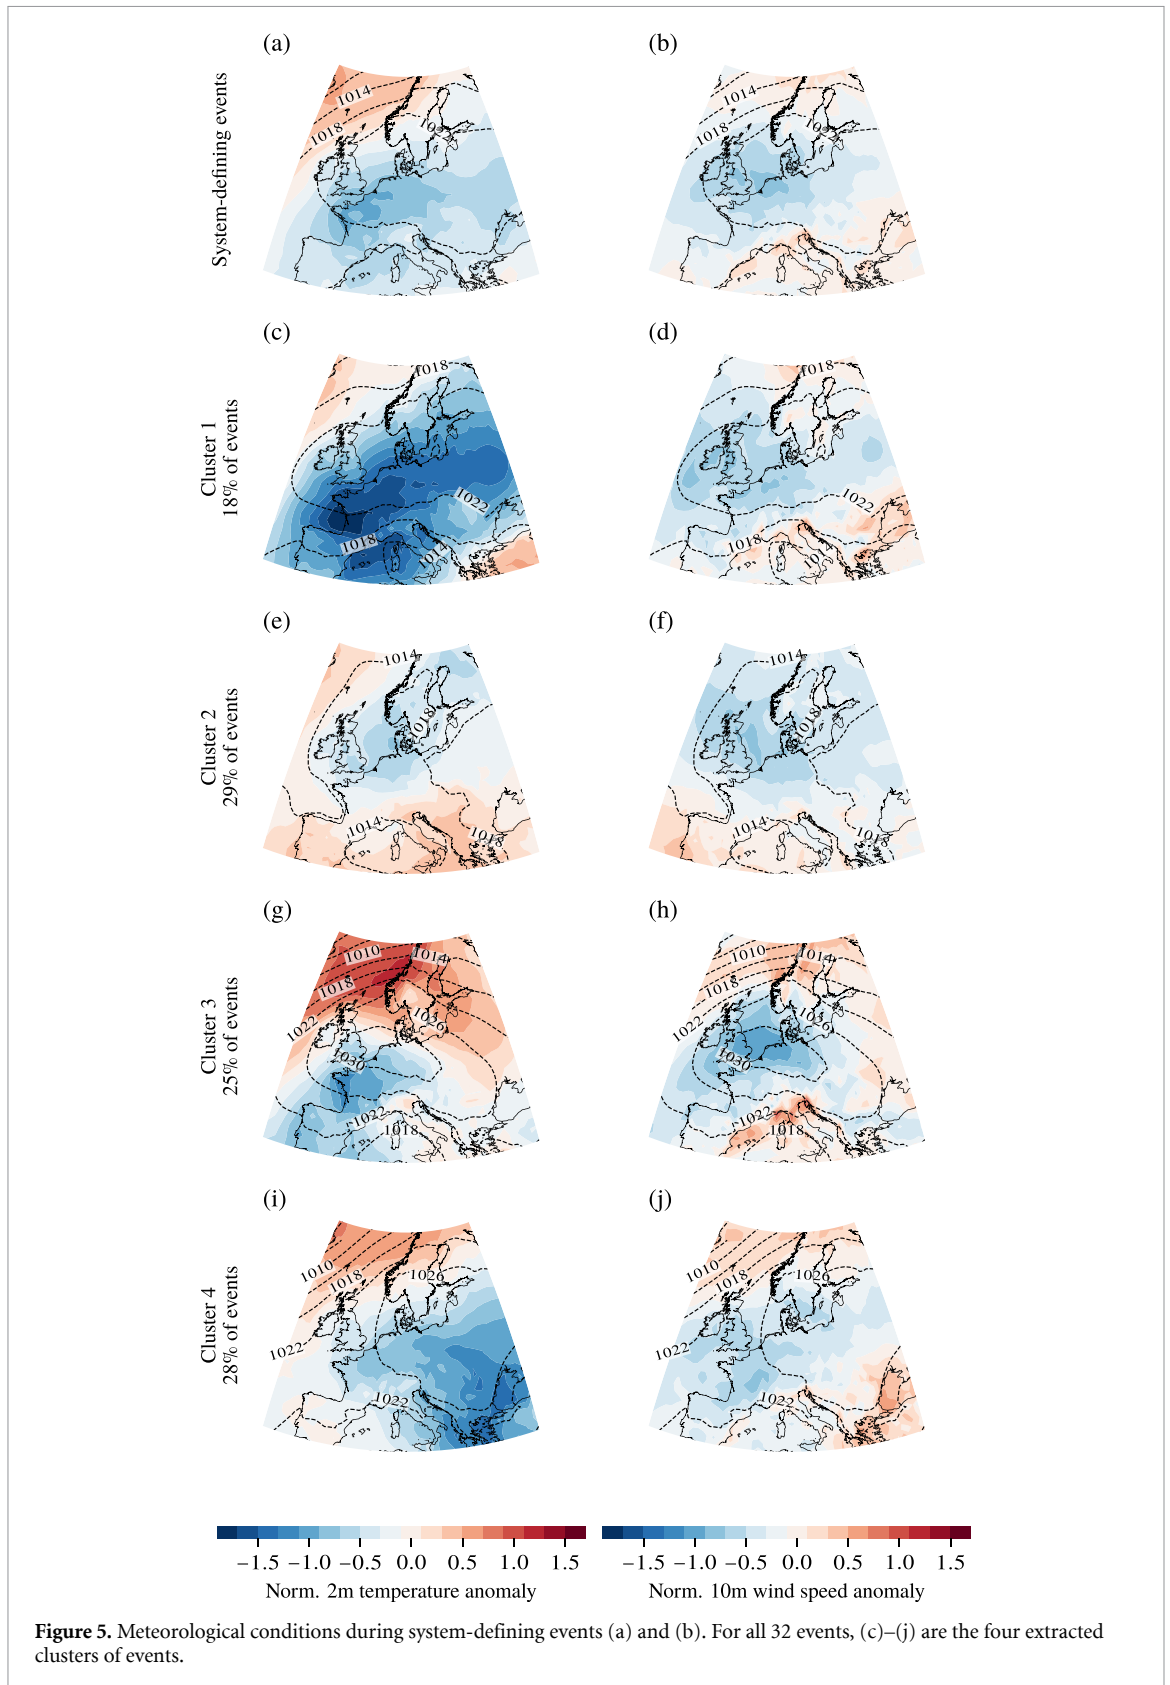 (a)
(b)
System-defining events
1014
1018
1022
1014
1018
1022
(c)
(d)
Cluster 1
18% of events
1018
1022
1018
1014
1018
1022
1018
1014
(e)
(f)
Cluster 2
29% of events
1014
1018
1014
1018
1014
1018
1014
1018
(g)
(h)
Cluster 3
25% of events
1010
1014
1018
1022
1026
1030
1022
1018
1010
1014
1018
1022
1026
1030
1022
1018
(i)
(j)
Cluster 4
28% of events
1010
1018
1026
1022
1022
1010
1018
1026
1022
1022
−1.5 −1.0 −0.5 0.0 0.5 1.0 1.5
Norm. 2m temperature anomaly
−1.5 −1.0 −0.5 0.0 0.5 1.0 1.5
Norm. 10m wind speed anomaly
Figure 5. Meteorological conditions during system-defining events (a) and (b). For all 32 events, (c)–(j) are the four extracted
clusters of events.